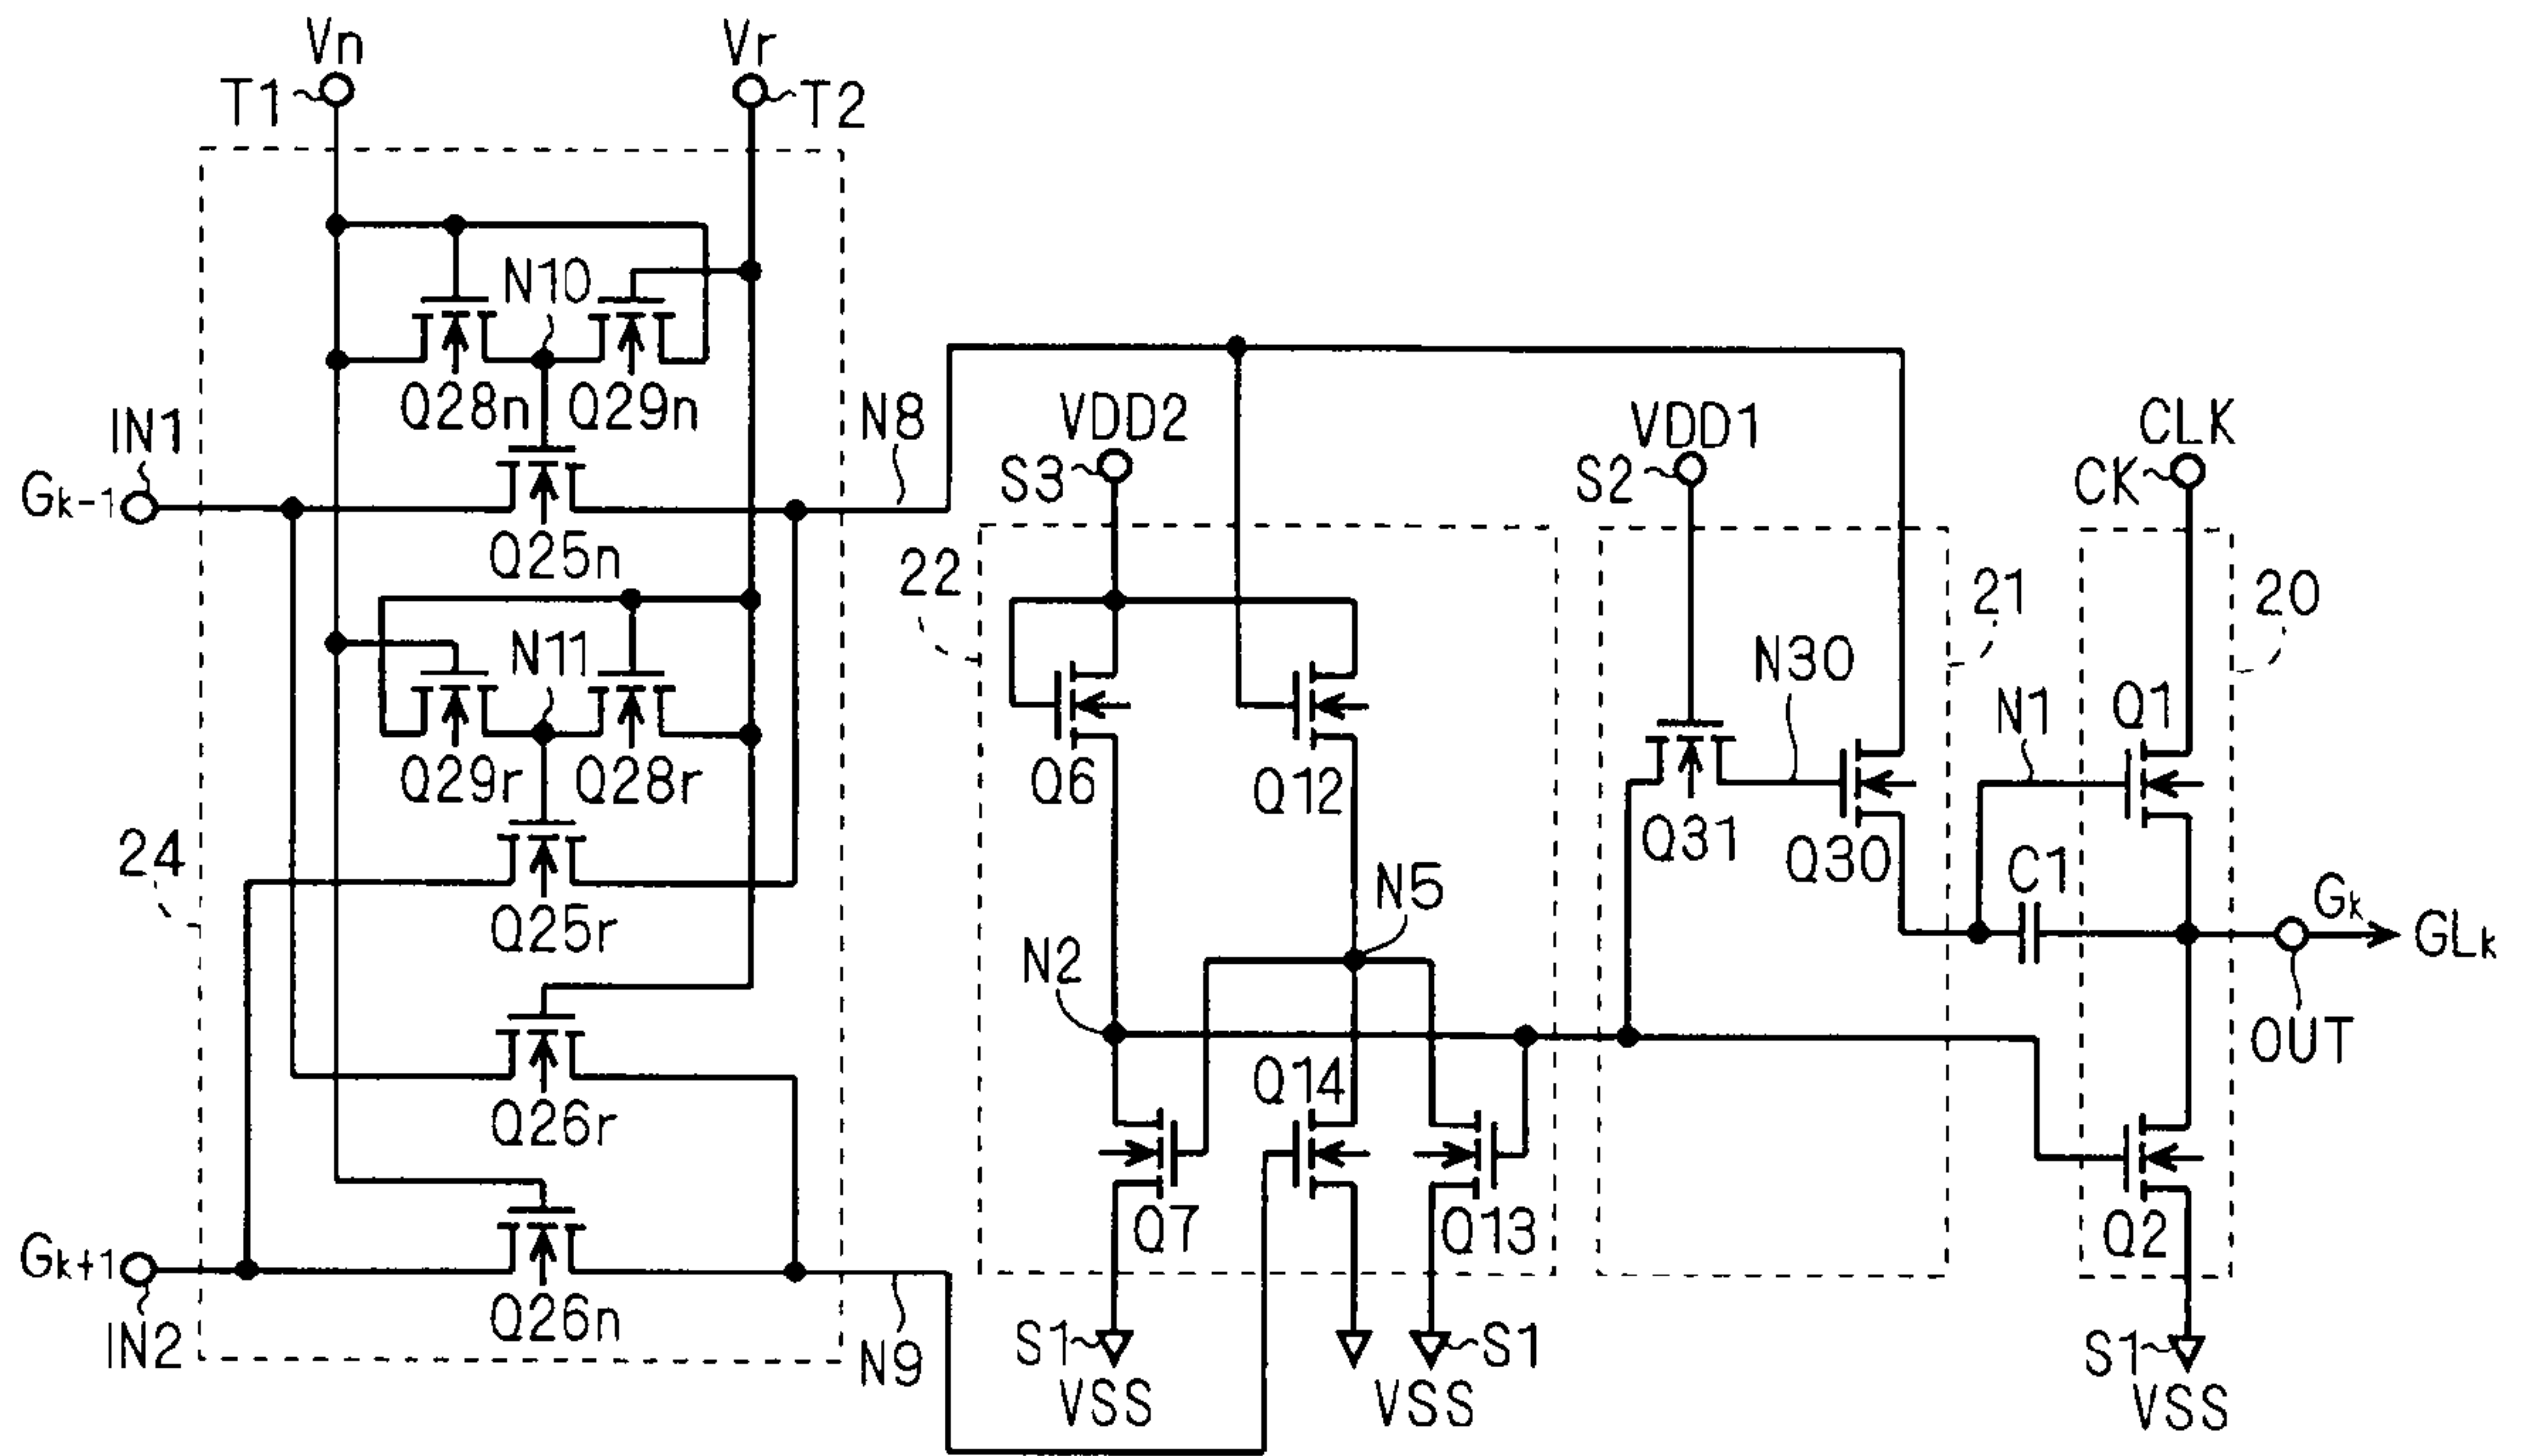 Vn
Vr
T1
T2
N10
Q28n
Q29n
IN1
Gk-1
Q25n
N8
VDD2
S3
VDD1
S2
CLK
CK
22
21
20
N11
Q29r
Q28r
Q6
Q12
N30
Q31
Q30
N1
Q1
C1
24
Q25r
N5
N2
Gk
GLk
OUT
Q26r
Q14
Q7
Q13
Q2
Gk+1
IN2
Q26n
N9
S1
VSS
S1
VSS
S1
VSS